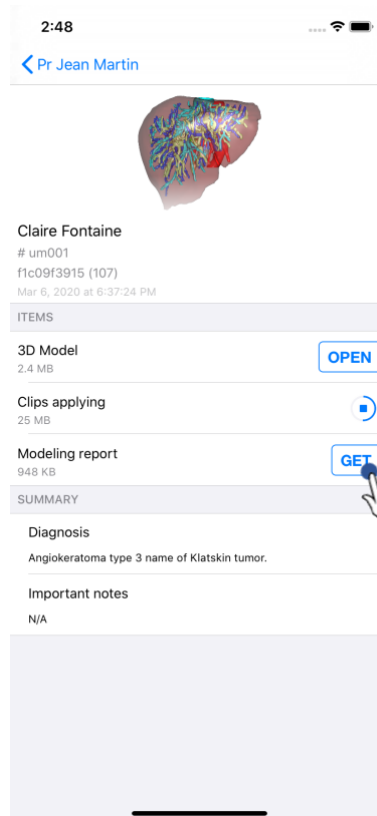 2:48
Pr Jean Martin
Claire Fontaine
# um001
f1c09f3915 (107)
Mar 6, 2020 at 6:37:24 PM
ITEMS
3D Model
OPEN
2.4 MB
Clips applying
25 MB
Modeling report
GET
948 KB
SUMMARY
Diagnosis
Angiokeratoma type 3 name of Klatskin tumor.
Important notes
N/A